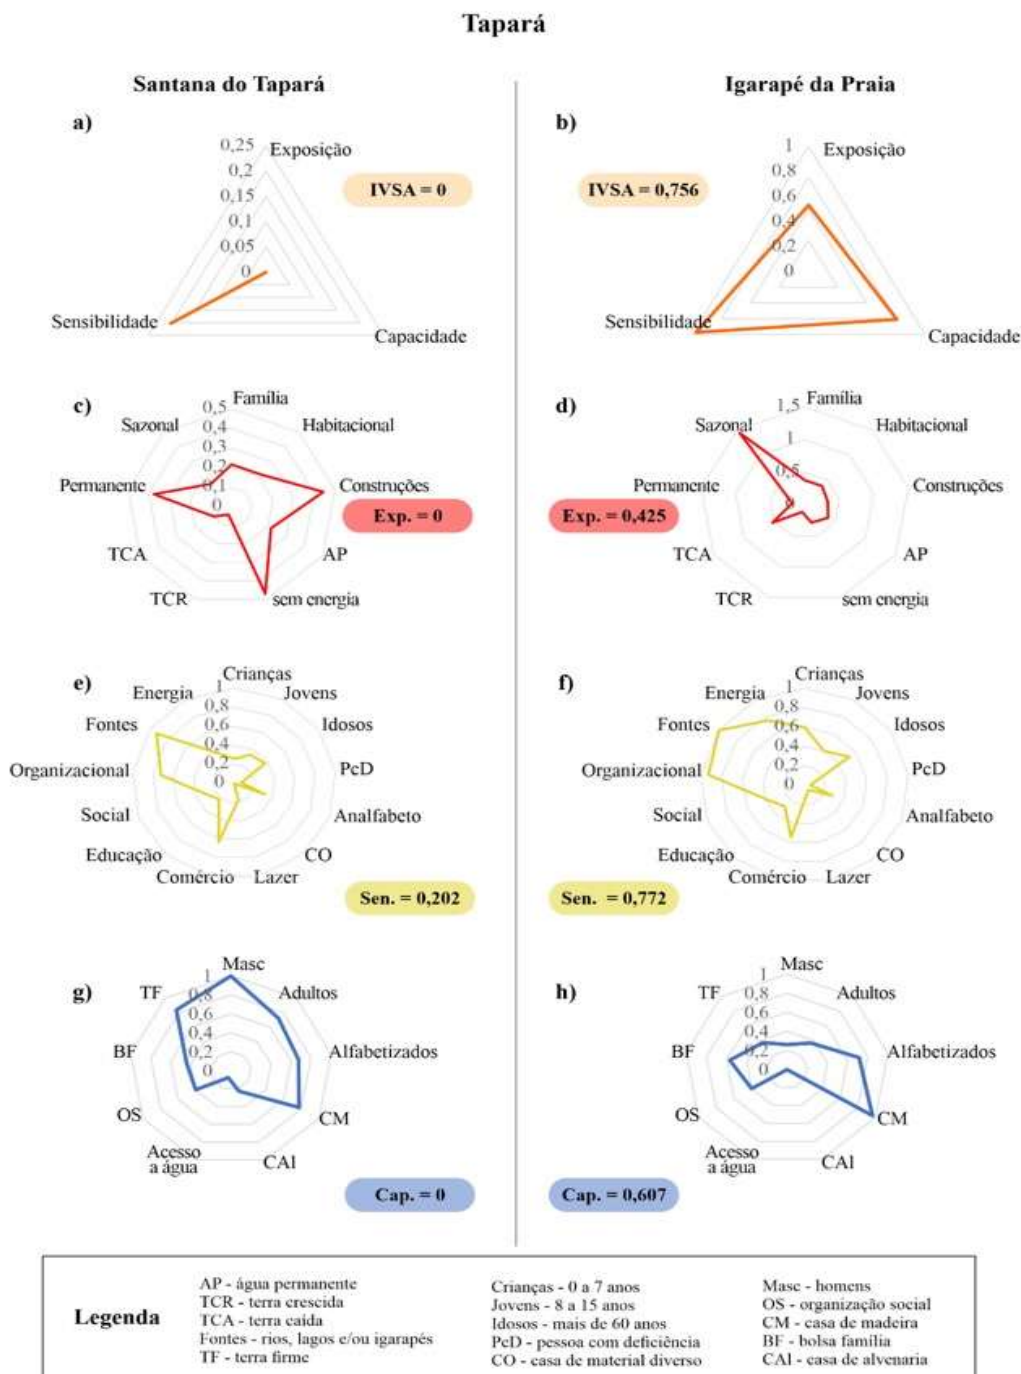 Tapará
Santana do Tapará
Igarapé da Praia
a)
0,25
0,2
0,15
0,1
0,05
0
Exposição
IVSA = 0
Sensibilidade
Capacidade
b)
1
0,8
0,6
0,4
0,2
0
Exposição
IVSA = 0,756
Sensibilidade
Capacidade
c)
0,5
0,4
0,3
0,2
0,1
0
Família
Habitacional
Construções
AP
sem energia
TCR
TCA
Permanente
Sazonal
Exp. = 0
d)
1,5
1
0,5
0
Família
Habitacional
Construções
AP
sem energia
TCR
TCA
Permanente
Sazonal
Exp. = 0,425
e)
1
0,8
0,6
0,4
0,2
0
Crianças
Jovens
Idosos
PcD
Analfabeto
CO
Lazer
Comércio
Educação
Social
Organizacional
Fontes
Energia
Sen. = 0,202
f)
1
0,8
0,6
0,4
0,2
0
Crianças
Jovens
Idosos
PcD
Analfabeto
CO
Lazer
Comércio
Educação
Social
Organizacional
Fontes
Energia
Sen. = 0,772
g)
1
0,8
0,6
0,4
0,2
0
Masc
Adultos
Alfabetizados
CM
CAl
Acesso
a água
OS
BF
TF
Cap. = 0
h)
1
0,8
0,6
0,4
0,2
0
Masc
Adultos
Alfabetizados
CM
CAl
Acesso
a água
OS
BF
TF
Cap. = 0,607
Legenda
AP - água permanente
TCR - terra crescida
TCA - terra caída
Fontes - rios, lagos e/ou igarapés
TF - terra firme
Crianças - 0 a 7 anos
Jovens - 8 a 15 anos
Idosos - mais de 60 anos
PcD - pessoa com deficiência
CO - casa de material diverso
Masc - homens
OS - organização social
CM - casa de madeira
BF - bolsa família
CAl - casa de alvenaria